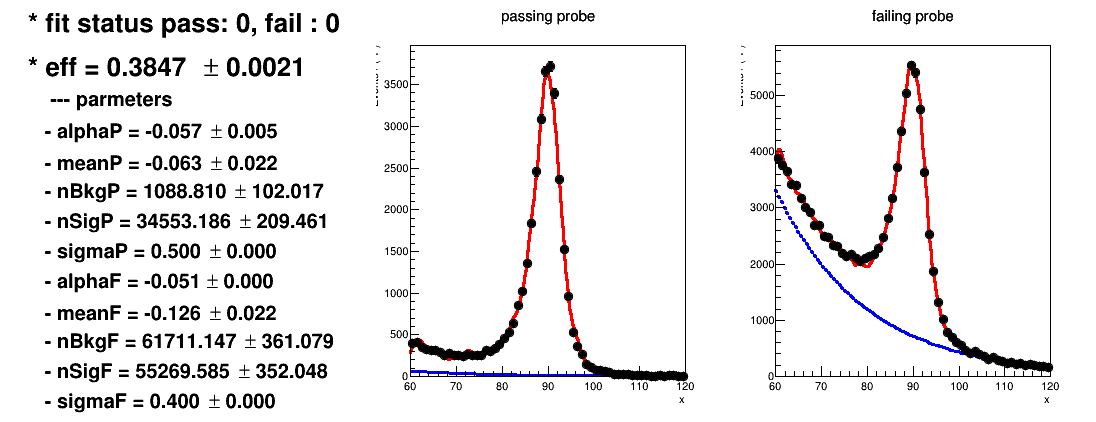 * fit status pass: 0, fail : 0
* eff = 0.3847 ± 0.0021
--- parmeters
- alphaP = -0.057 ± 0.005
- meanP = -0.063 ± 0.022
- nBkgP = 1088.810 ± 102.017
- nSigP = 34553.186 ± 209.461
- sigmaP = 0.500 ± 0.000
- alphaF = -0.051 ± 0.000
- meanF = -0.126 ± 0.022
- nBkgF = 61711.147 ± 361.079
- nSigF = 55269.585 ± 352.048
- sigmaF = 0.400 ± 0.000
passing probe
3500
3000
2500
2000
1500
1000
500
0
60 70 80 90 100 110 120
x
failing probe
5000
4000
3000
2000
1000
0
60 70 80 90 100 110 120
x